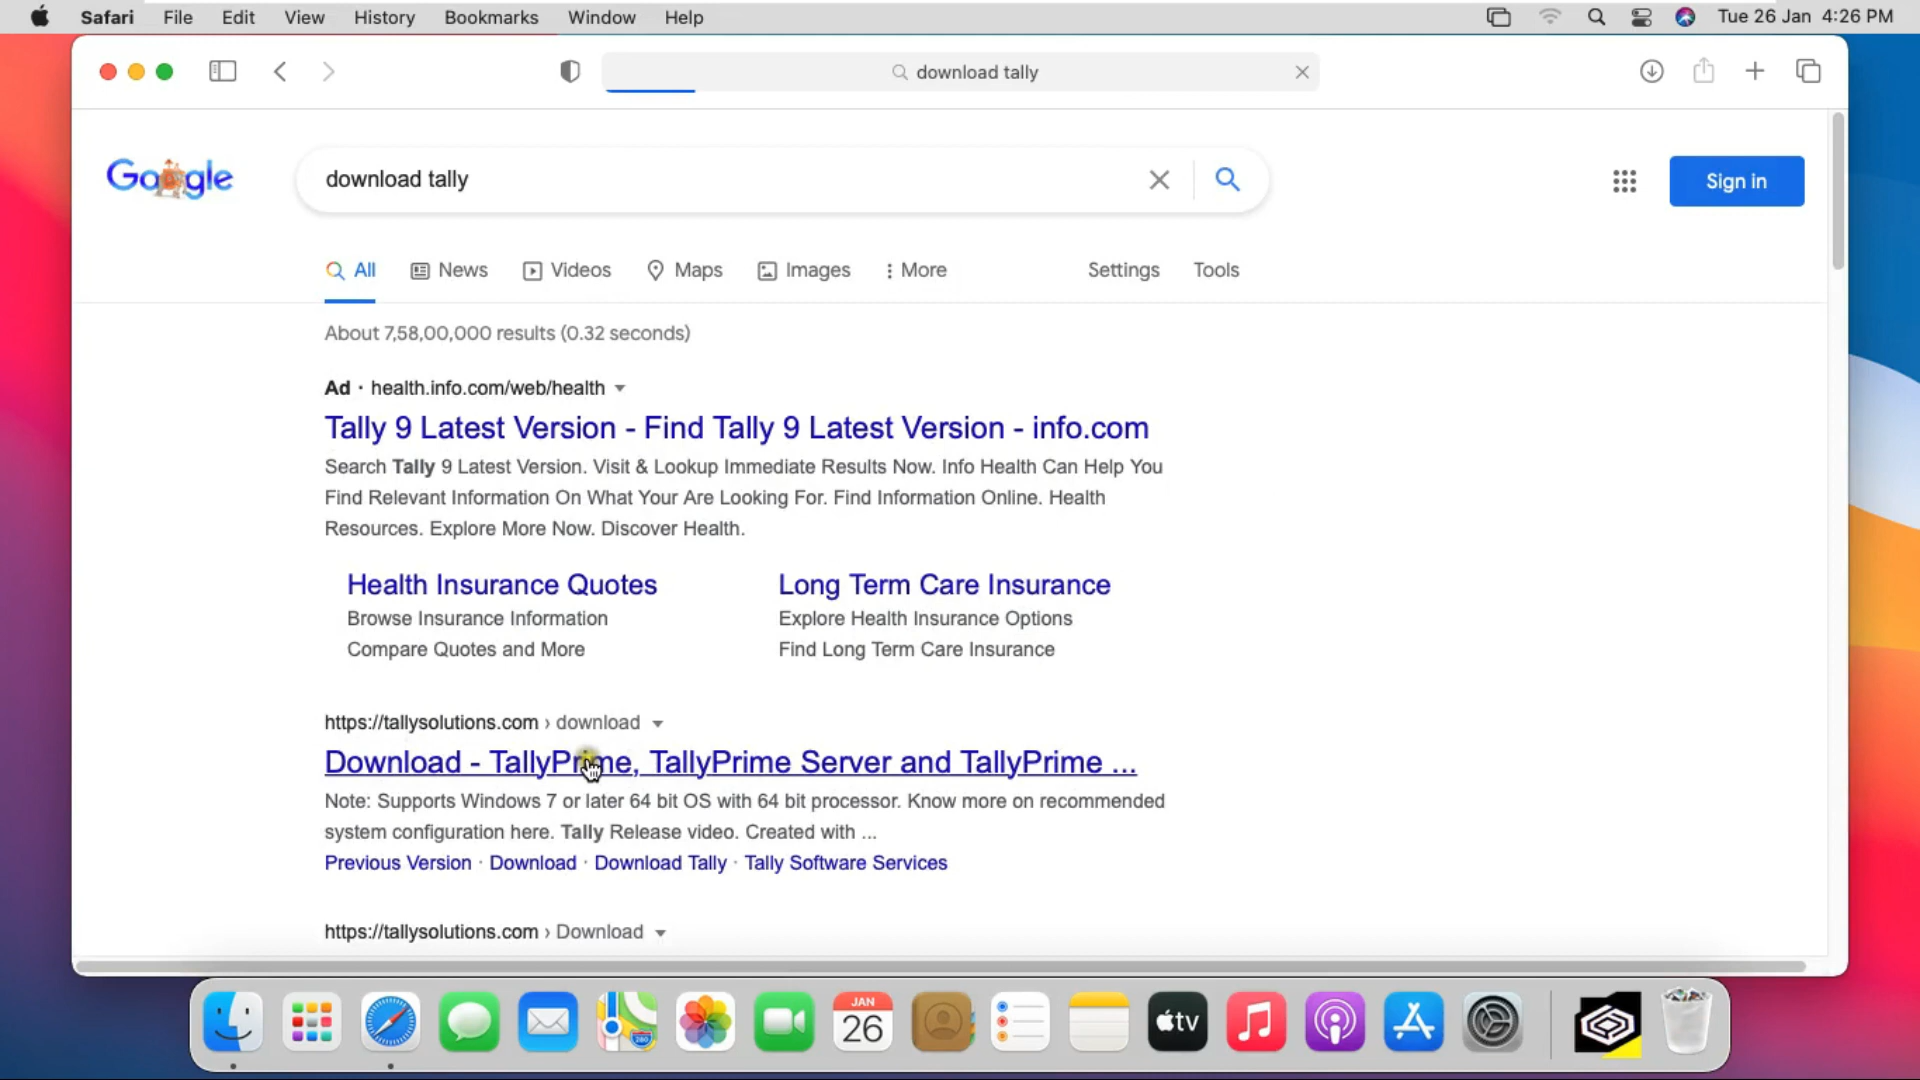 Safari File Edit View History Bookmarks Window Help Tue 26 Jan 4:26 PM
download tally
Google download tally Sign in
All News Videos Maps Images More Settings Tools
About 7,58,00,000 results (0.32 seconds)
Ad · health.info.com/web/health
Tally 9 Latest Version - Find Tally 9 Latest Version - info.com
Search Tally 9 Latest Version. Visit & Lookup Immediate Results Now. Info Health Can Help You
Find Relevant Information On What Your Are Looking For. Find Information Online. Health
Resources. Explore More Now. Discover Health.
Health Insurance Quotes Long Term Care Insurance
Browse Insurance Information Explore Health Insurance Options
Compare Quotes and More Find Long Term Care Insurance
https://tallysolutions.com › download
Download - TallyPrime, TallyPrime Server and TallyPrime ...
Note: Supports Windows 7 or later 64 bit OS with 64 bit processor. Know more on recommended
system configuration here. Tally Release video. Created with ...
Previous Version · Download · Download Tally · Tally Software Services
https://tallysolutions.com › Download
JAN
26
280
tv